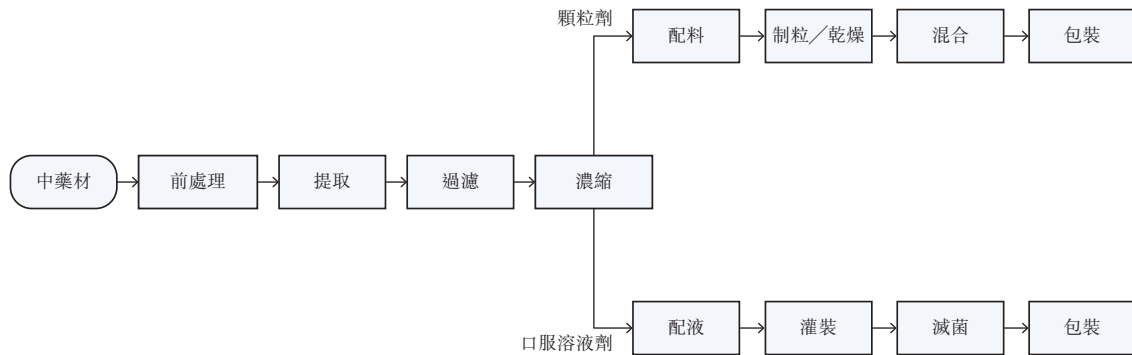 顆粒劑
配料
制粒／乾燥
混合
包裝
中藥材
前處理
提取
過濾
濃縮
配液
灌裝
滅菌
包裝
口服溶液劑